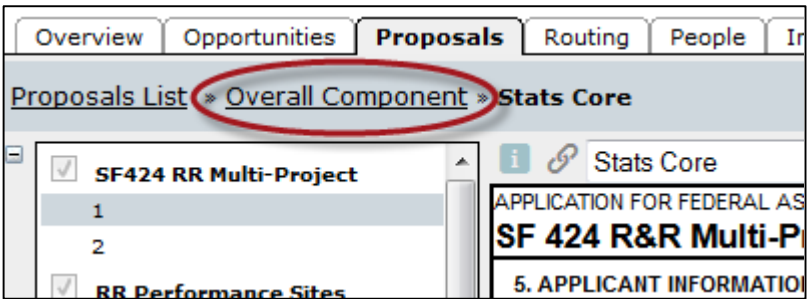 Overview Opportunities Proposals Routing People
Proposals List » Overall Component » Stats Core
SF424 RR Multi-Project
1
2
RR Performance Sites
i Stats Core
APPLICATION FOR FEDERAL AS
SF 424 R&R Multi-P
5. APPLICANT INFORMATIO